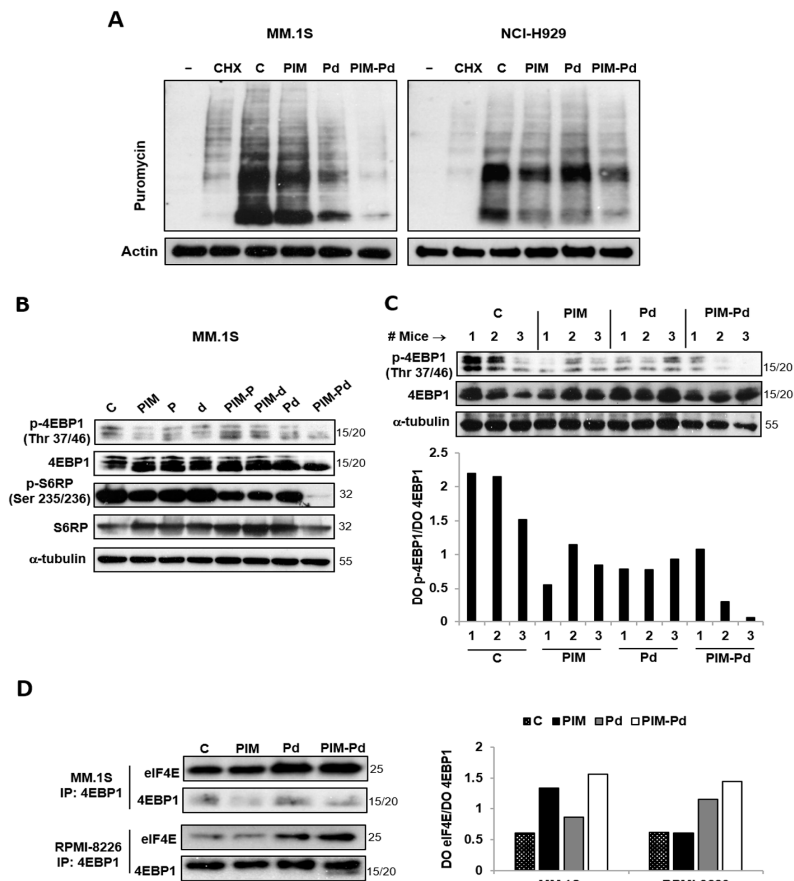 A
MM.1S NCI-H929
– CHX C PIM Pd PIM-Pd – CHX C PIM Pd PIM-Pd
Puromycin
Actin
B
MM.1S
C PIM P d PIM-P PIM-d Pd PIM-Pd
p-4EBP1
(Thr 37/46)
15/20
4EBP1
15/20
p-S6RP
(Ser 235/236)
32
S6RP
32
α-tubulin
55
C
C PIM Pd PIM-Pd
# Mice → 1 2 3 1 2 3 1 2 3 1 2 3
p-4EBP1
(Thr 37/46)
15/20
4EBP1
15/20
α-tubulin
55
DO p-4EBP1/DO 4EBP1
2.5
2
1.5
1
0.5
0
1 2 3 1 2 3 1 2 3 1 2 3
C PIM Pd PIM-Pd
D
C PIM Pd PIM-Pd
MM.1S
IP: 4EBP1
eIF4E
25
4EBP1
15/20
RPMI-8226
IP: 4EBP1
eIF4E
25
4EBP1
15/20
C PIM Pd PIM-Pd
DO eIF4E/DO 4EBP1
2
1.5
1
0.5
0